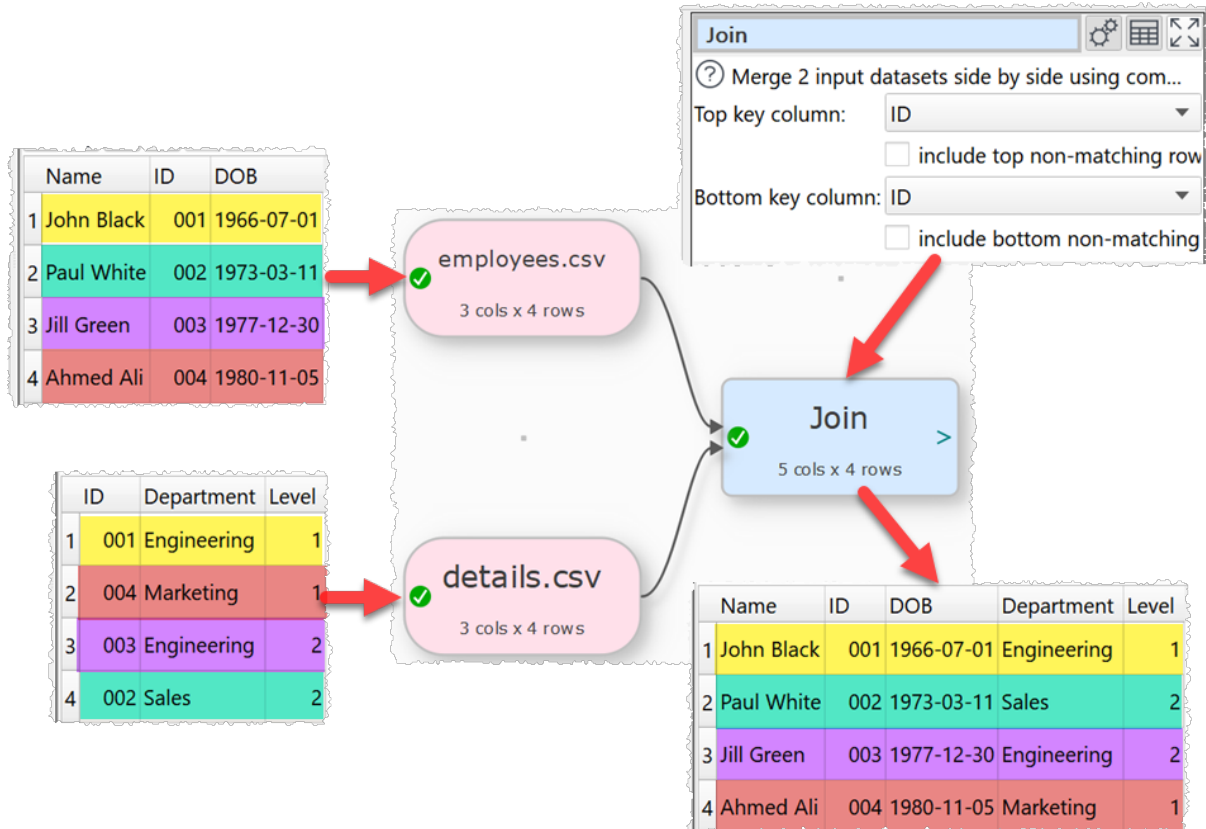 Join
? Merge 2 input datasets side by side using com...
Top key column: ID
include top non-matching row
Bottom key column: ID
include bottom non-matching
Name ID DOB
1 John Black 001 1966-07-01
2 Paul White 002 1973-03-11
3 Jill Green 003 1977-12-30
4 Ahmed Ali 004 1980-11-05
employees.csv
3 cols x 4 rows
Join
>
5 cols x 4 rows
ID Department Level
1 001 Engineering 1
2 004 Marketing 1
3 003 Engineering 2
4 002 Sales 2
details.csv
3 cols x 4 rows
Name ID DOB Department Level
1 John Black 001 1966-07-01 Engineering 1
2 Paul White 002 1973-03-11 Sales 2
3 Jill Green 003 1977-12-30 Engineering 2
4 Ahmed Ali 004 1980-11-05 Marketing 1